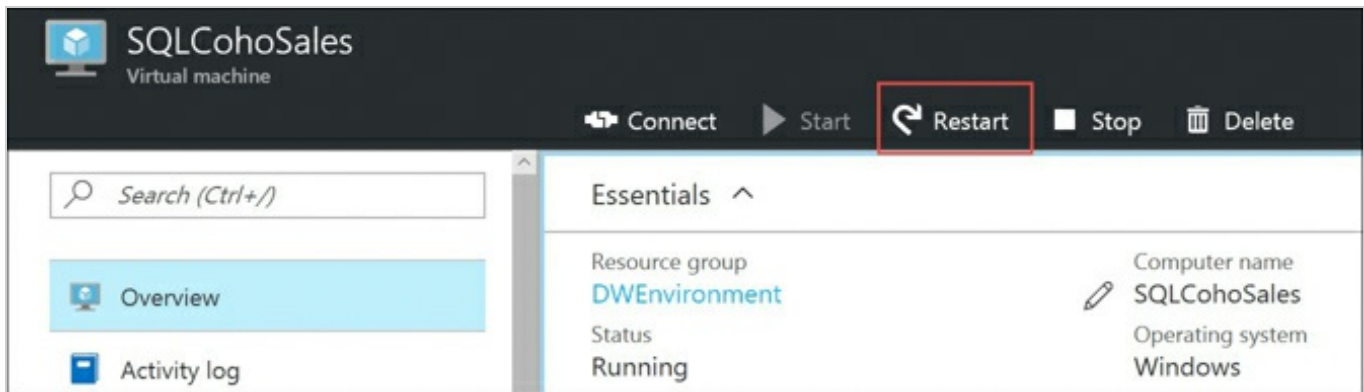 SQLCohoSales
Virtual machine
Connect Start Restart Stop Delete
Search (Ctrl+/)
Essentials
Resource group Computer name
DWEnvironment SQLCohoSales
Overview
Status Operating system
Running Windows
Activity log